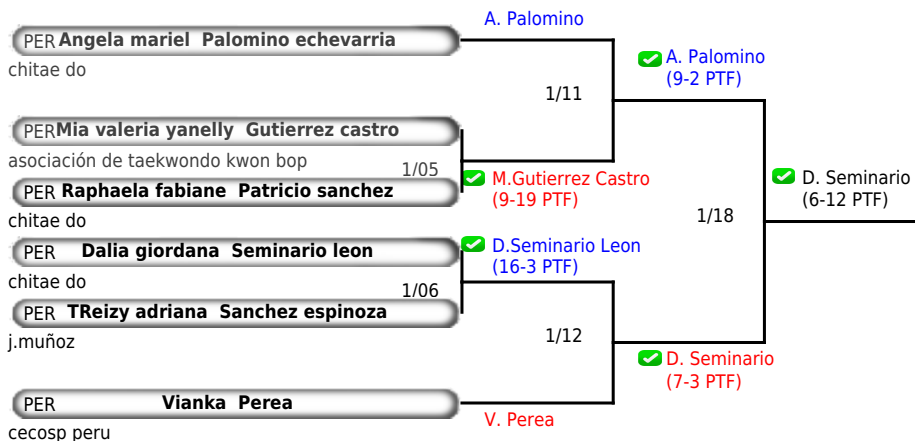 A. Palomino
PER Angela mariel Palomino echevarria
chitae do
A. Palomino
(9-2 PTF)
1/11
PER Mia valeria yanelly Gutierrez castro
asociación de taekwondo kwon bop
1/05
M.Gutierrez Castro
(9-19 PTF)
PER Raphaela fabiane Patricio sanchez
chitae do
D. Seminario
(6-12 PTF)
1/18
PER Dalia giordana Seminario leon
chitae do
D.Seminario Leon
(16-3 PTF)
1/06
PER TReizy adriana Sanchez espinoza
j.muñoz
1/12
D. Seminario
(7-3 PTF)
PER Vianka Perea
cecosp peru
V. Perea